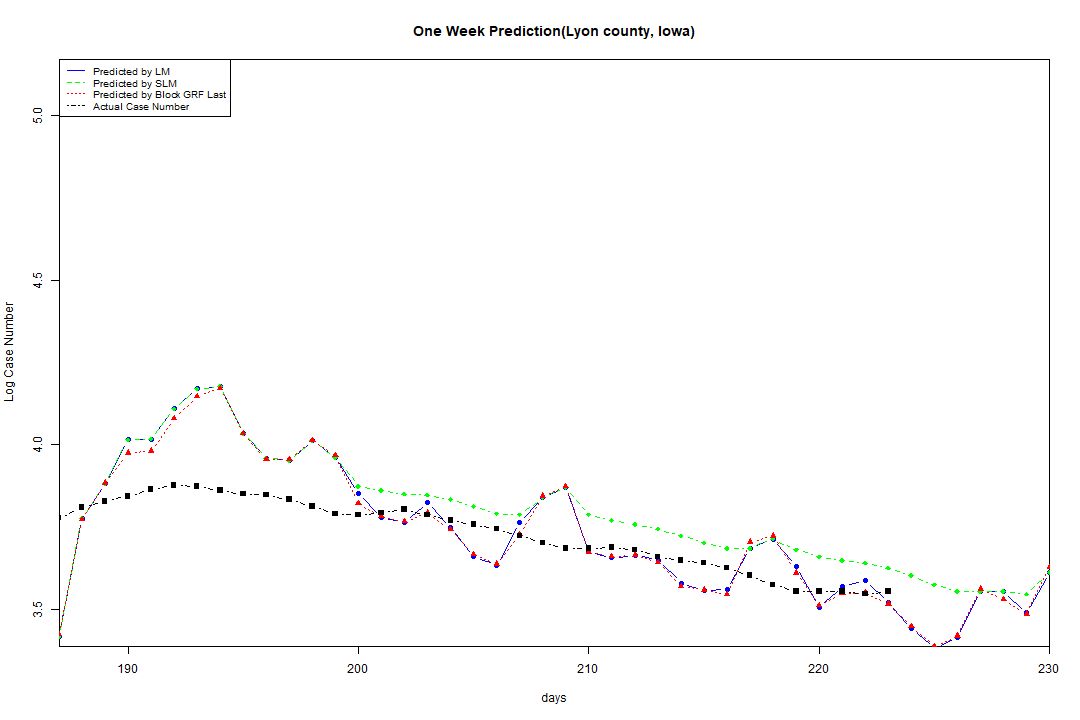 One Week Prediction(Lyon county, Iowa)
Predicted by LM
Predicted by SLM
Predicted by Block GRF Last
Actual Case Number
5.0
4.5
4.0
3.5
Log Case Number
190 200 210 220 230
days